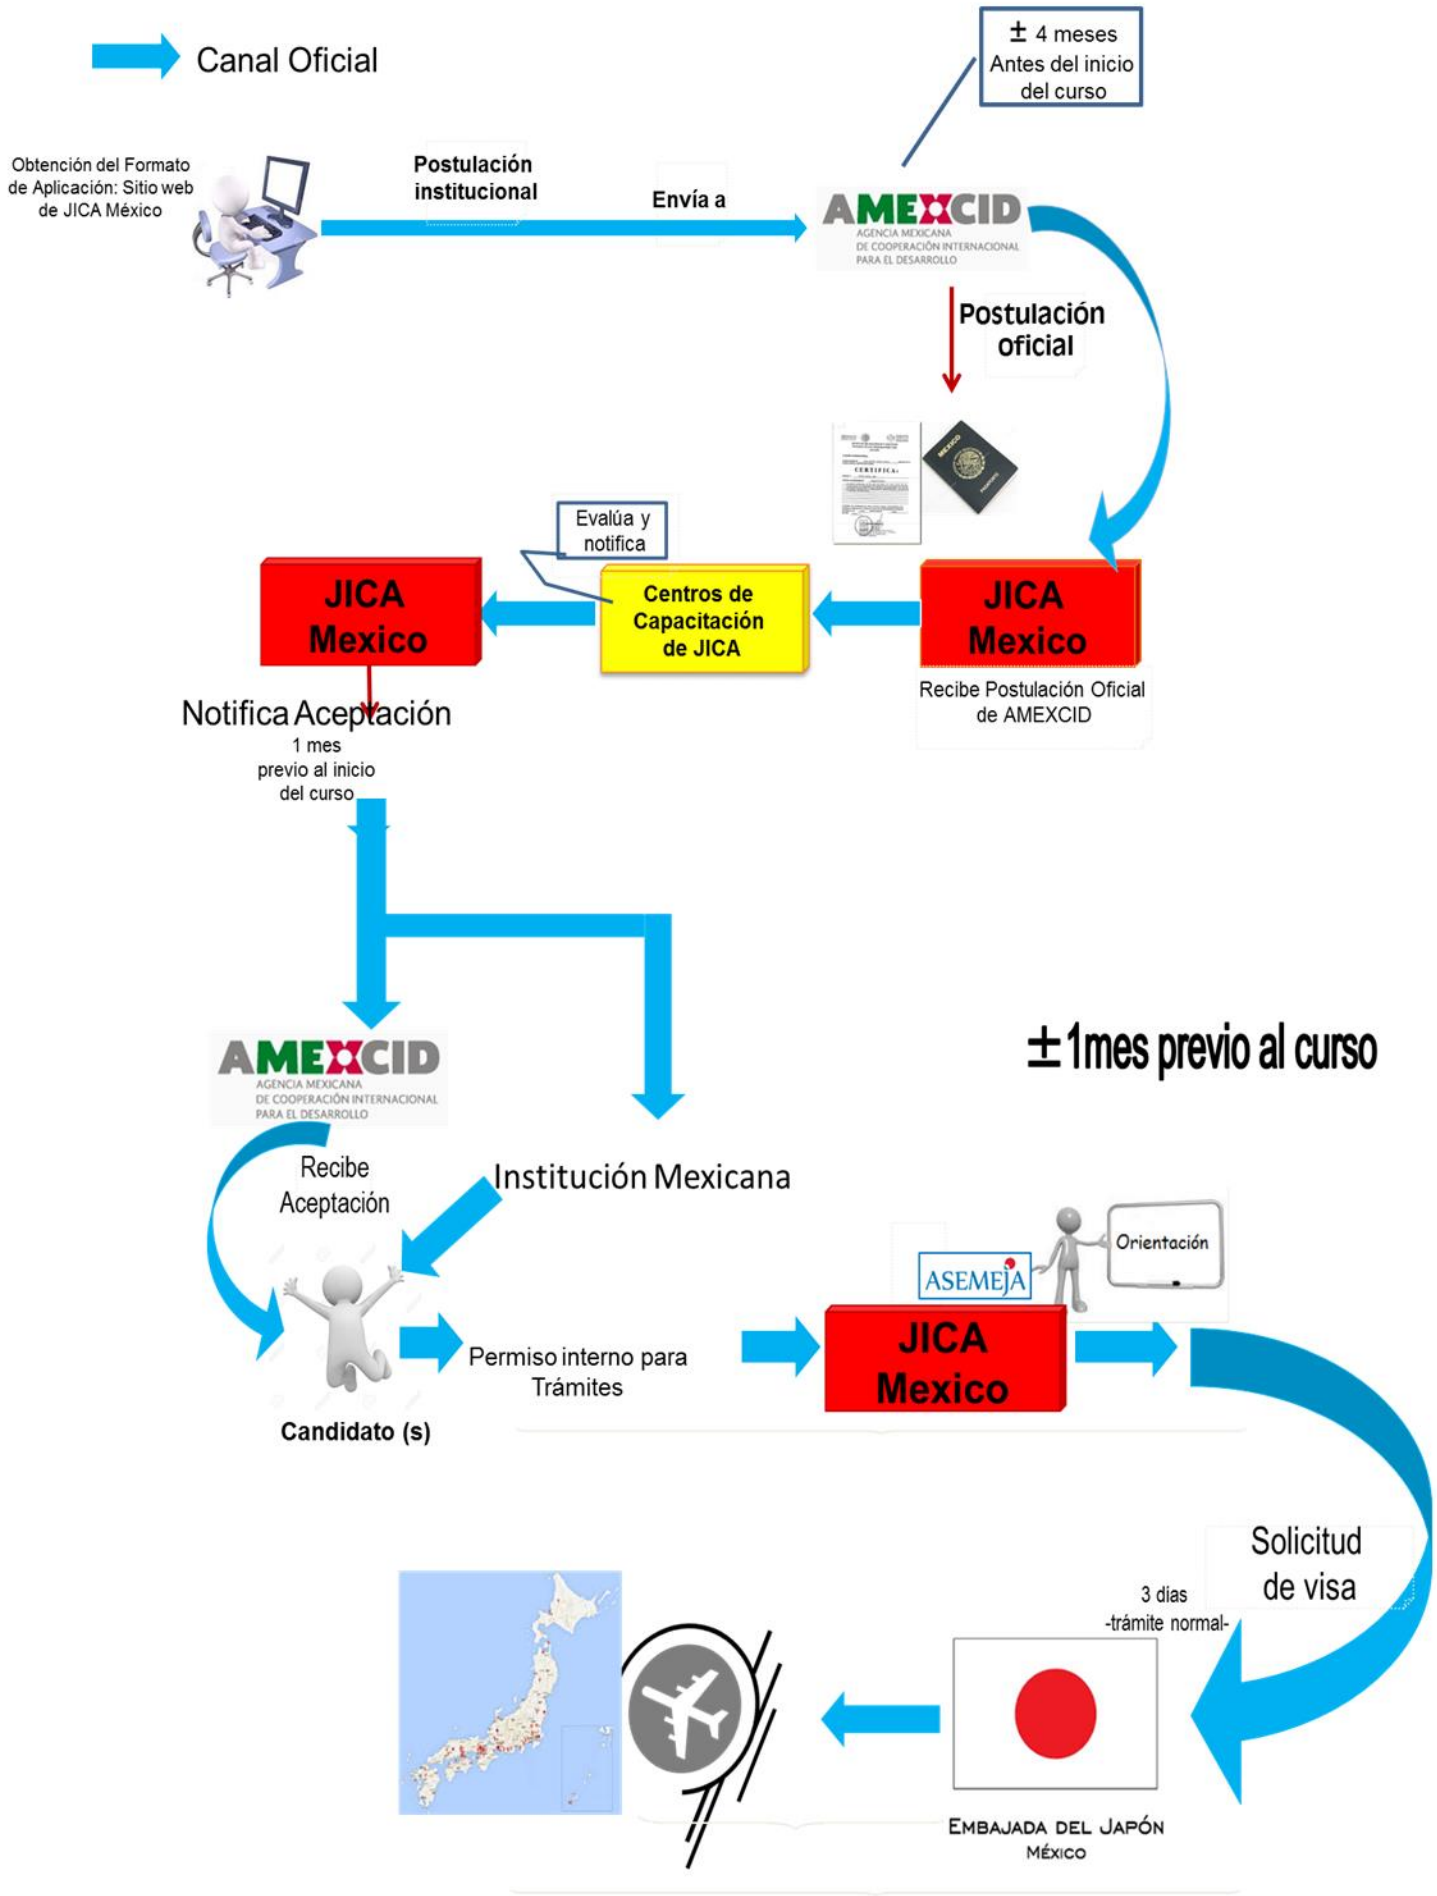 Canal Oficial
± 4 meses
Antes del inicio
del curso
Obtención del Formato
de Aplicación: Sitio web
de JICA México
Postulación
institucional
Envía a
AMEXCID
AGENCIA MEXICANA
DE COOPERACIÓN INTERNACIONAL
PARA EL DESARROLLO
Postulación
oficial
CERTIFICA:
MÉXICO
PASAPORTE
Evalúa y
notifica
JICA
Mexico
Centros de
Capacitación
de JICA
JICA
Mexico
Recibe Postulación Oficial
de AMEXCID
Notifica Aceptación
1 mes
previo al inicio
del curso
AMEXCID
AGENCIA MEXICANA
DE COOPERACIÓN INTERNACIONAL
PARA EL DESARROLLO
±1mes previo al curso
Recibe
Aceptación
Institución Mexicana
ASEMEJA
Orientación
JICA
Mexico
Permiso interno para
Trámites
Candidato (s)
Solicitud
de visa
3 días
-trámite normal-
EMBAJADA DEL JAPÓN
MÉXICO